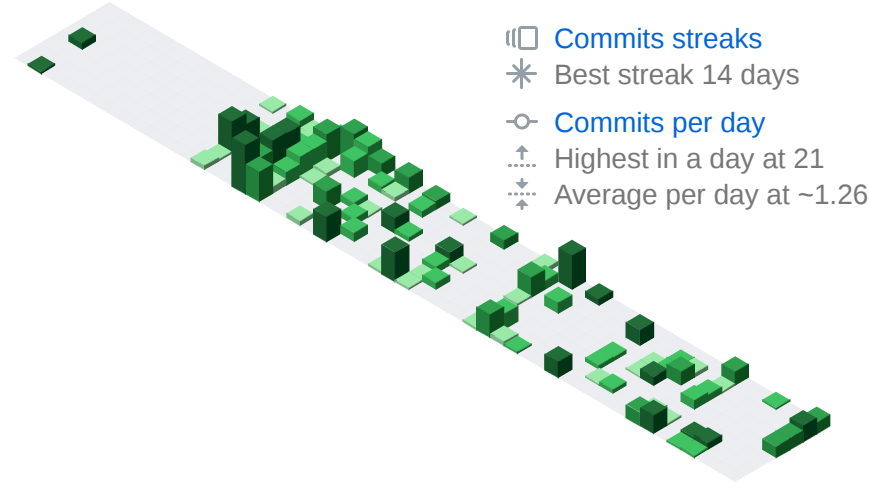 Commits streaks
Best streak 14 days
Commits per day
Highest in a day at 21
Average per day at ~1.26